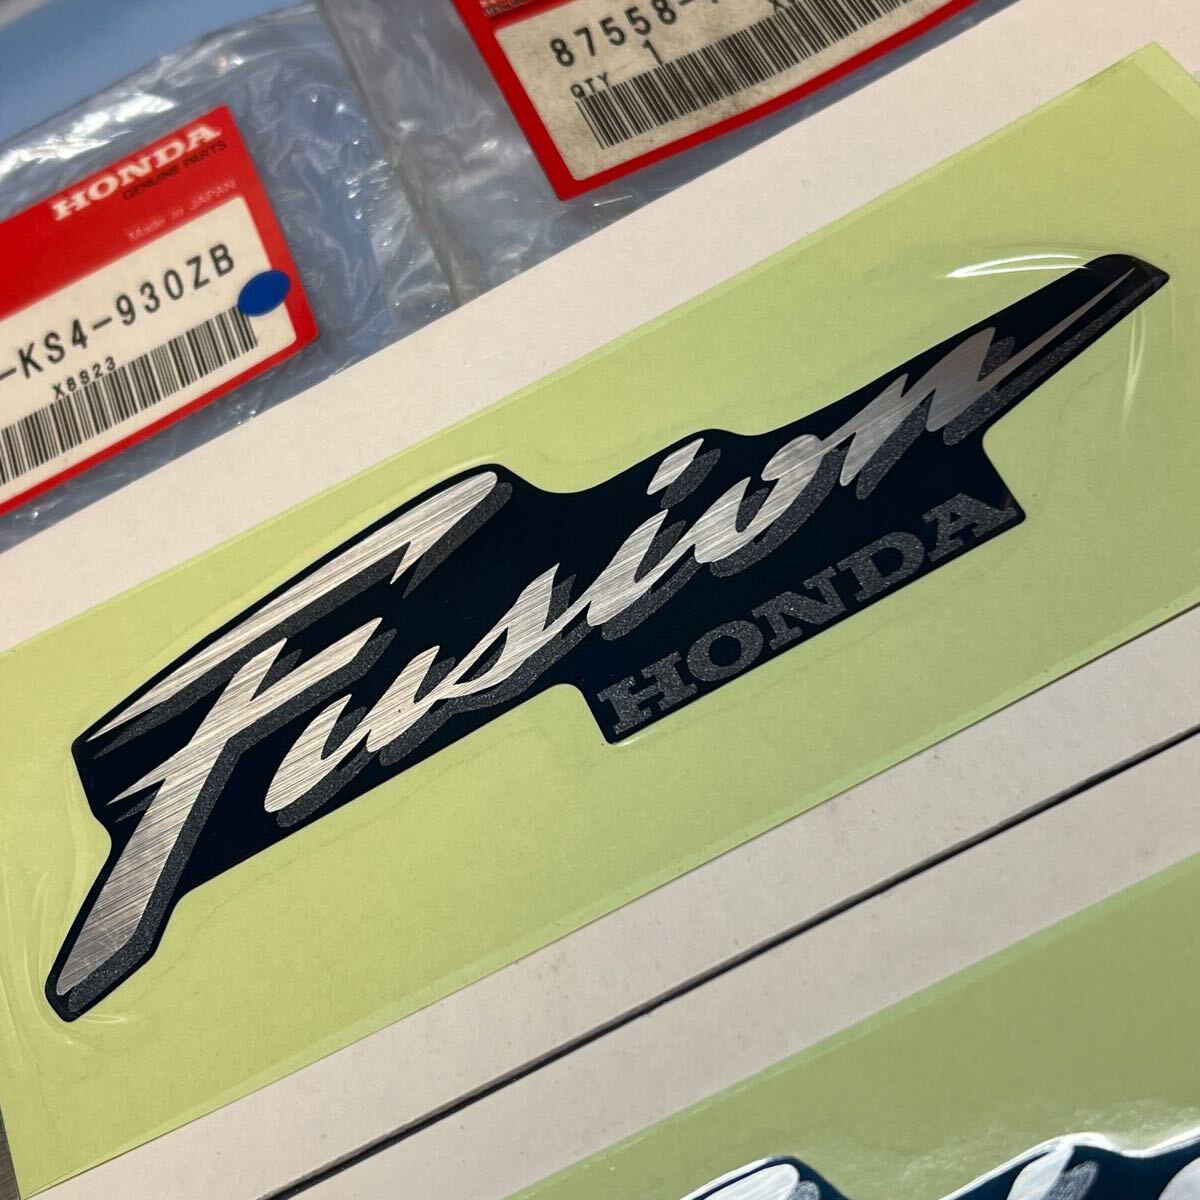 87558-
QTY 1
HONDA
GENUINE PARTS
Made in JAPAN
-KS4-930ZB
X8923
Fusion
HONDA